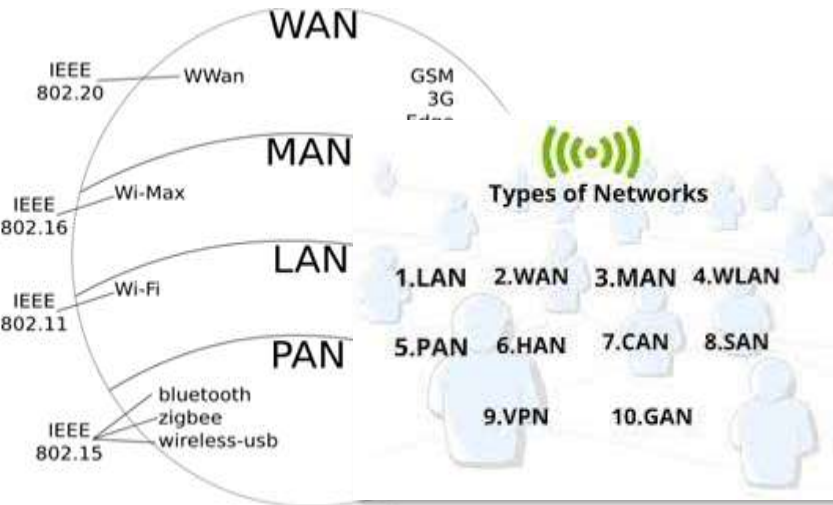 WAN
IEEE
802.20
WWan
GSM
3G
Edge
MAN
IEEE
802.16
Wi-Max
LAN
IEEE
802.11
Wi-Fi
PAN
bluetooth
zigbee
wireless-usb
IEEE
802.15
Types of Networks
1.LAN 2.WAN 3.MAN 4.WLAN
5.PAN 6.HAN 7.CAN 8.SAN
9.VPN 10.GAN